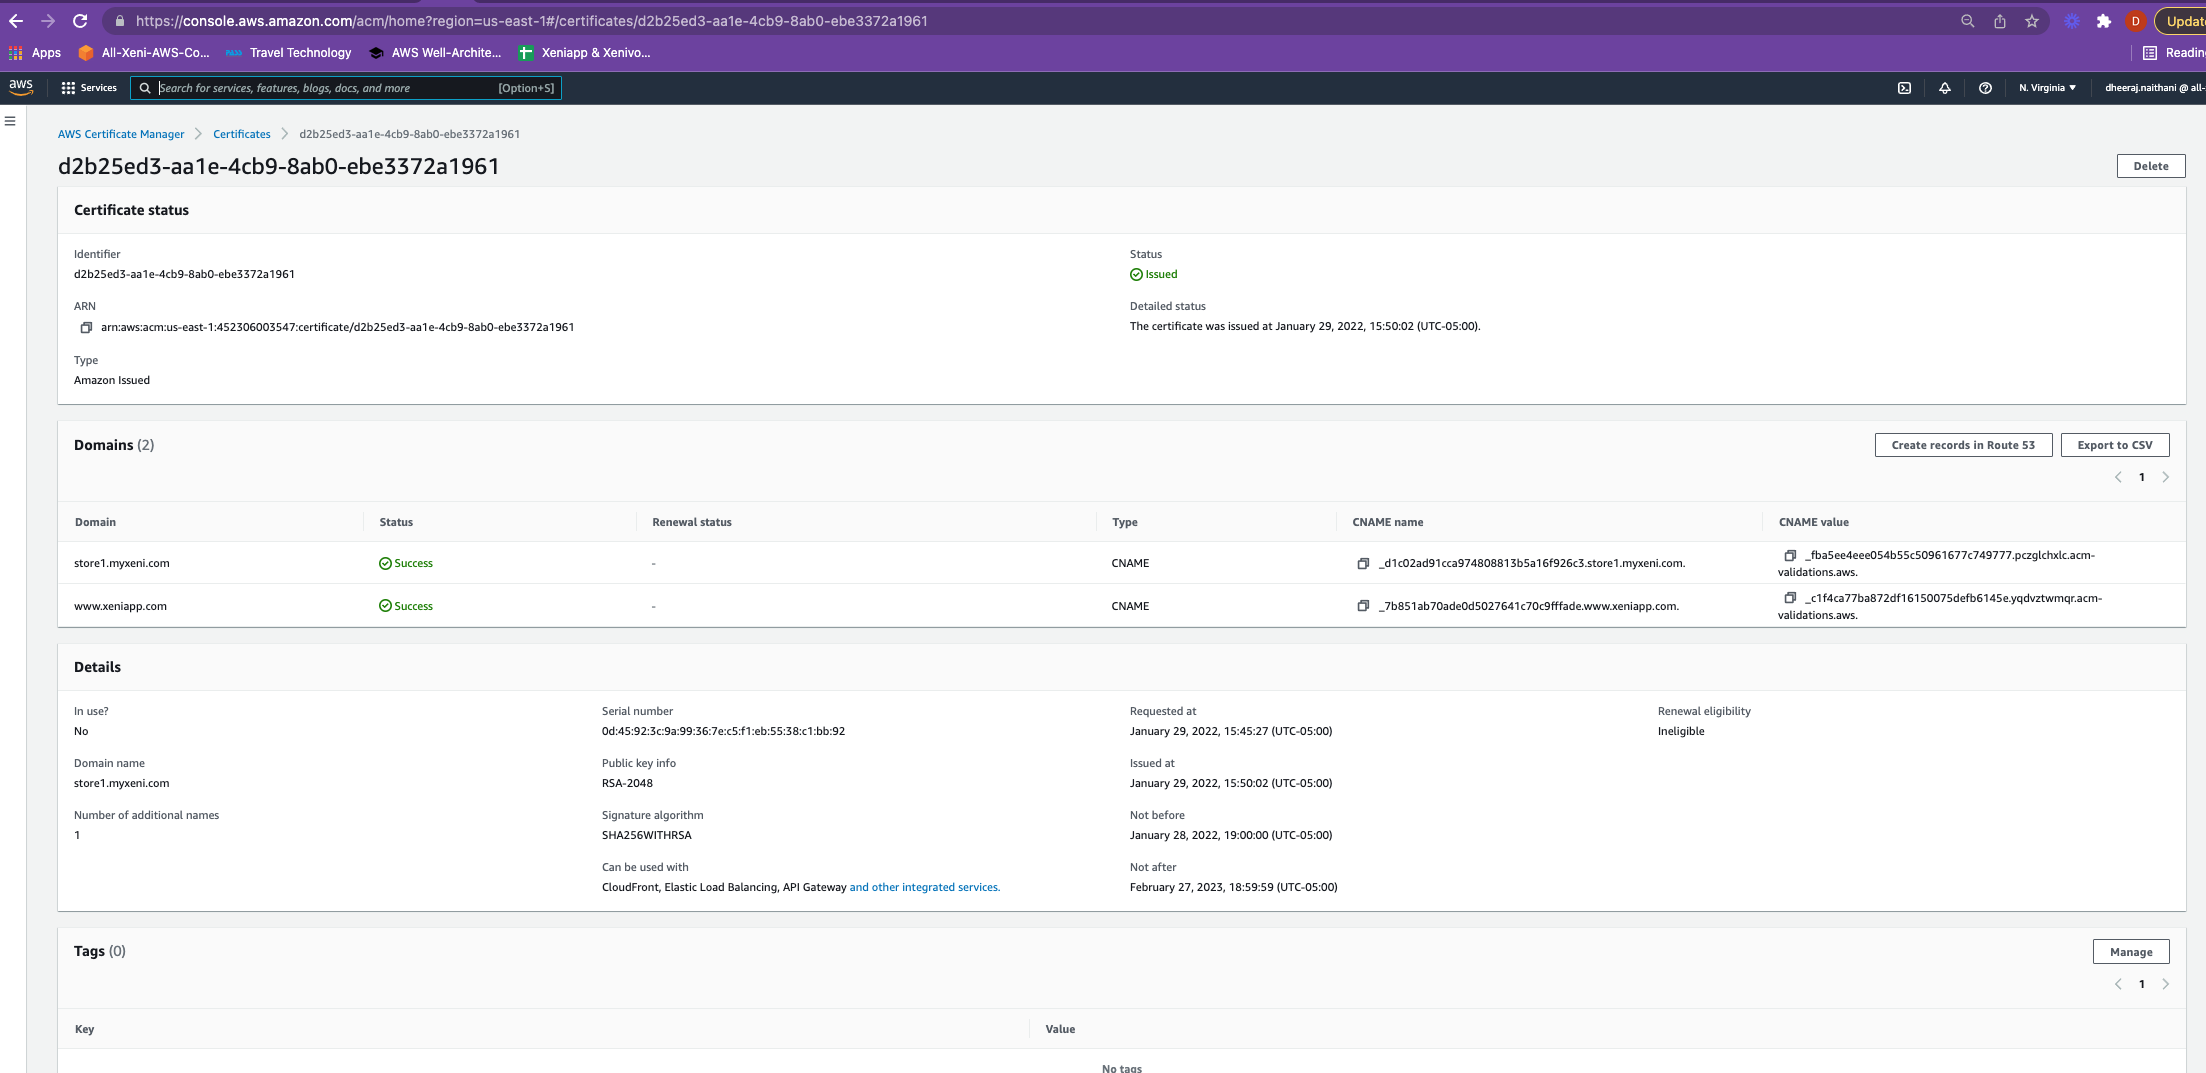 https://console.aws.amazon.com/acm/home?region=us-east-1#/certificates/d2b25ed3-aa1e-4cb9-8ab0-ebe3372a1961
D
Update
Apps
All-Xeni-AWS-Co...
Travel Technology
AWS Well-Archite...
Xeniapp & Xenivo...
Readin
aws
Services
Search for services, features, blogs, docs, and more
[Option+S]
N. Virginia
dheeraj.naithani @ all-
AWS Certificate Manager
Certificates
d2b25ed3-aa1e-4cb9-8ab0-ebe3372a1961
d2b25ed3-aa1e-4cb9-8ab0-ebe3372a1961
Delete
Certificate status
Identifier
d2b25ed3-aa1e-4cb9-8ab0-ebe3372a1961
Status
Issued
ARN
arn:aws:acm:us-east-1:452306003547:certificate/d2b25ed3-aa1e-4cb9-8ab0-ebe3372a1961
Detailed status
The certificate was issued at January 29, 2022, 15:50:02 (UTC-05:00).
Type
Amazon Issued
Domains (2)
Create records in Route 53
Export to CSV
1
Domain
Status
Renewal status
Type
CNAME name
CNAME value
store1.myxeni.com
Success
-
CNAME
_d1c02ad91cca974808813b5a16f926c3.store1.myxeni.com.
_fba5ee4eee054b55c50961677c749777.pczglchxlc.acm-
validations.aws.
www.xeniapp.com
Success
-
CNAME
_7b851ab70ade0d5027641c70c9fffade.www.xeniapp.com.
_c1f4ca77ba872df16150075defb6145e.yqdvztwmqr.acm-
validations.aws.
Details
In use?
No
Serial number
0d:45:92:3c:9a:99:36:7e:c5:f1:eb:55:38:c1:bb:92
Requested at
January 29, 2022, 15:45:27 (UTC-05:00)
Renewal eligibility
Ineligible
Domain name
store1.myxeni.com
Public key info
RSA-2048
Issued at
January 29, 2022, 15:50:02 (UTC-05:00)
Number of additional names
1
Signature algorithm
SHA256WITHRSA
Not before
January 28, 2022, 19:00:00 (UTC-05:00)
Can be used with
CloudFront, Elastic Load Balancing, API Gateway and other integrated services.
Not after
February 27, 2023, 18:59:59 (UTC-05:00)
Tags (0)
Manage
1
Key
Value
No tags